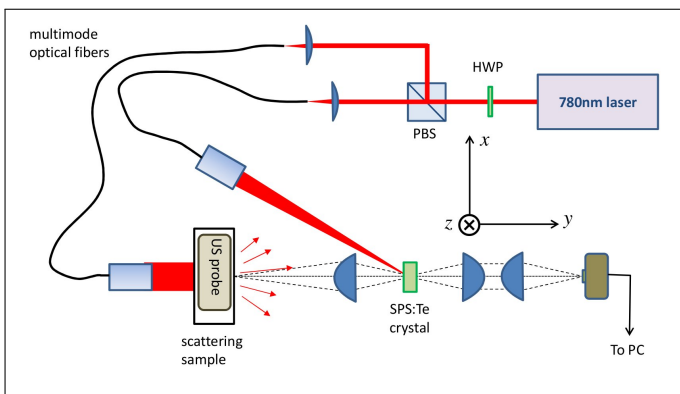 multimode
optical fibers
HWP
780nm laser
PBS
x
z
y
US probe
SPS:Te
crystal
scattering
sample
To PC